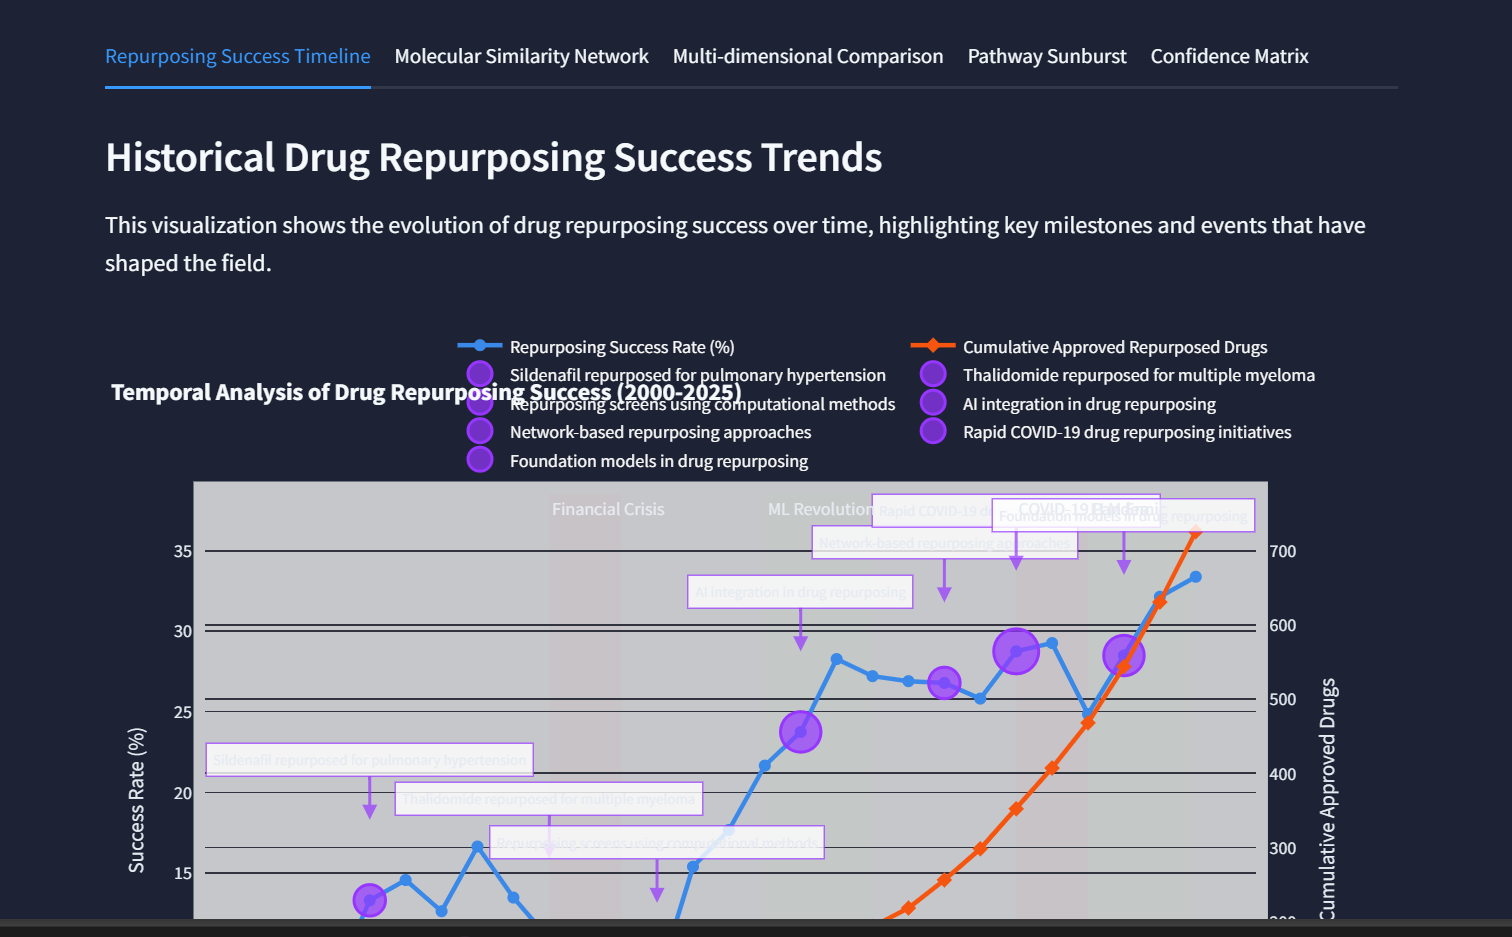 Repurposing Success Timeline Molecular Similarity Network Multi-dimensional Comparison Pathway Sunburst Confidence Matrix
Historical Drug Repurposing Success Trends
This visualization shows the evolution of drug repurposing success over time, highlighting key milestones and events that have
shaped the field.
Repurposing Success Rate (%) Cumulative Approved Repurposed Drugs
Sildenafil repurposed for pulmonary hypertension Thalidomide repurposed for multiple myeloma
Temporal Analysis of Drug Repurposing Success (2000-2025)
Repurposing screens using computational methods AI integration in drug repurposing
Network-based repurposing approaches Rapid COVID-19 drug repurposing initiatives
Foundation models in drug repurposing
Financial Crisis ML Revolution Rapid COVID-19 COVID-19
Foundation models in drug repurposing
Network-based repurposing approaches
35 700
AI integration in drug repurposing
30 600
25 500
Sildenafil repurposed for pulmonary hypertension
400
20
Thalidomide repurposed for multiple myeloma
Repurposing screens using computational methods
300
15
Success Rate (%)
Cumulative Approved Drugs